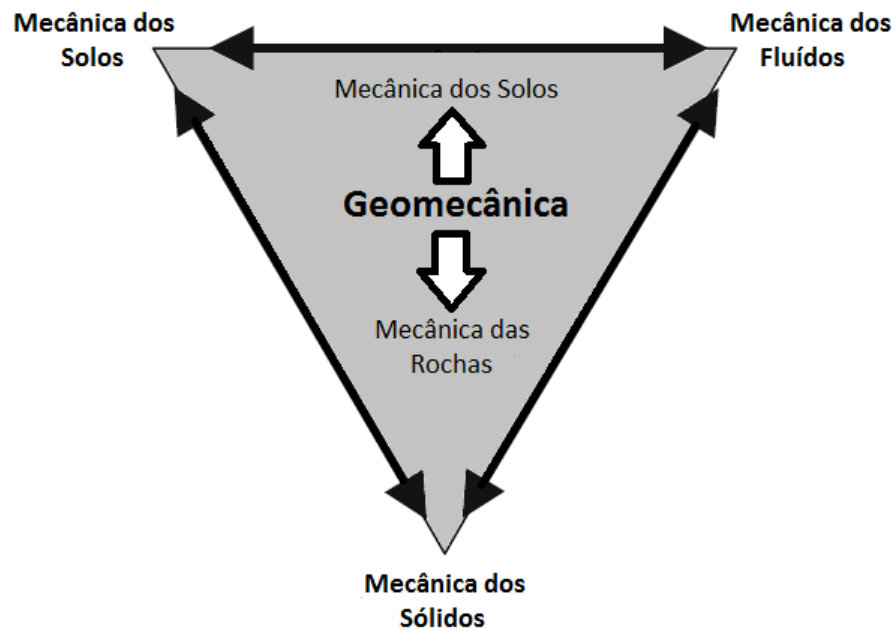 Mecânica dos
Solos
Mecânica dos
Fluídos
Mecânica dos Solos
Geomecânica
Mecânica das
Rochas
Mecânica dos
Sólidos